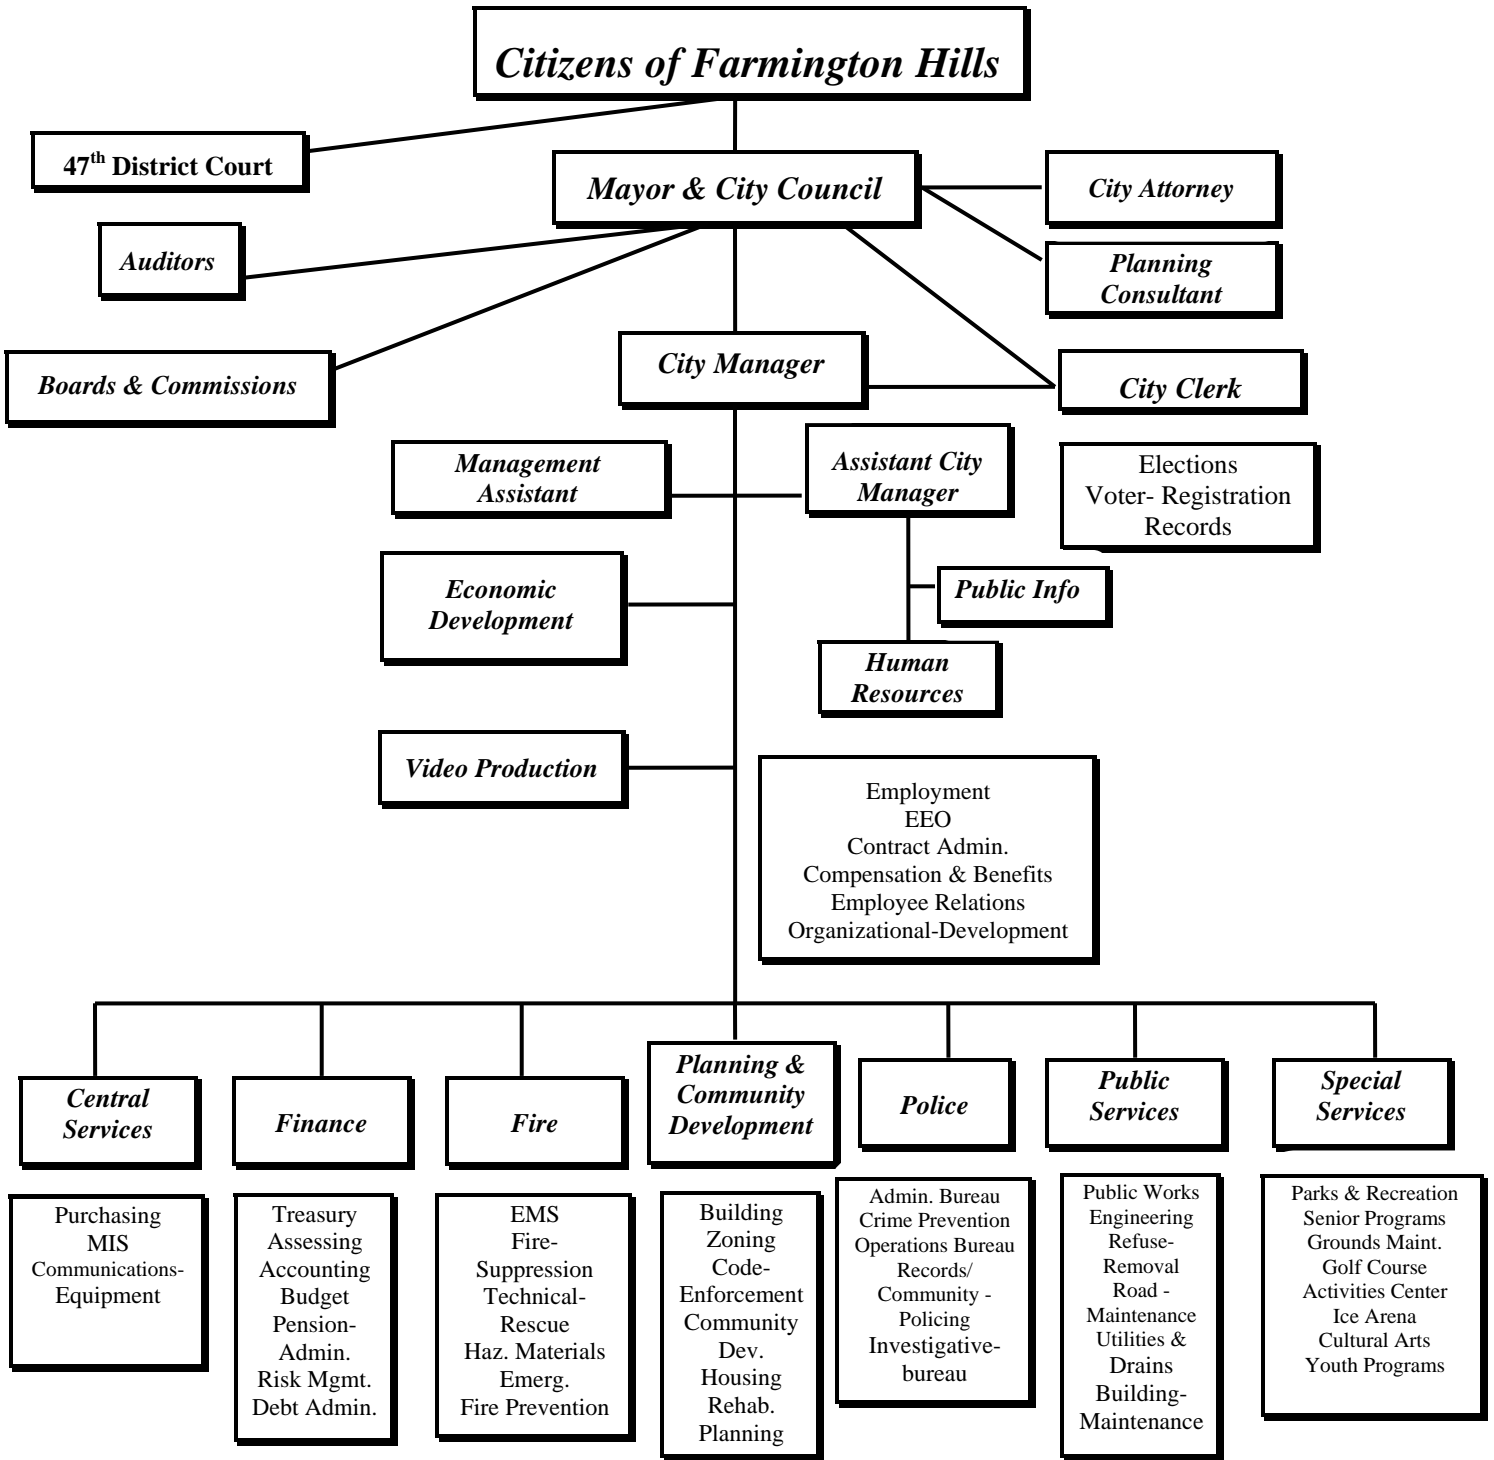 Citizens of Farmington Hills
47th District Court
Mayor & City Council
City Attorney
Auditors
Planning
Consultant
City Manager
Boards & Commissions
City Clerk
Management
Assistant
Assistant City
Manager
Elections
Voter- Registration
Records
Economic
Development
Public Info
Human
Resources
Video Production
Employment
EEO
Contract Admin.
Compensation & Benefits
Employee Relations
Organizational-Development
Central
Services
Finance
Fire
Planning &
Community
Development
Police
Public
Services
Special
Services
Purchasing
MIS
Communications-
Equipment
Treasury
Assessing
Accounting
Budget
Pension-
Admin.
Risk Mgmt.
Debt Admin.
EMS
Fire-
Suppression
Technical-
Rescue
Haz. Materials
Emerg.
Fire Prevention
Building
Zoning
Code-
Enforcement
Community
Dev.
Housing
Rehab.
Planning
Admin. Bureau
Crime Prevention
Operations Bureau
Records/
Community -
Policing
Investigative-
bureau
Public Works
Engineering
Refuse-
Removal
Road -
Maintenance
Utilities &
Drains
Building-
Maintenance
Parks & Recreation
Senior Programs
Grounds Maint.
Golf Course
Activities Center
Ice Arena
Cultural Arts
Youth Programs